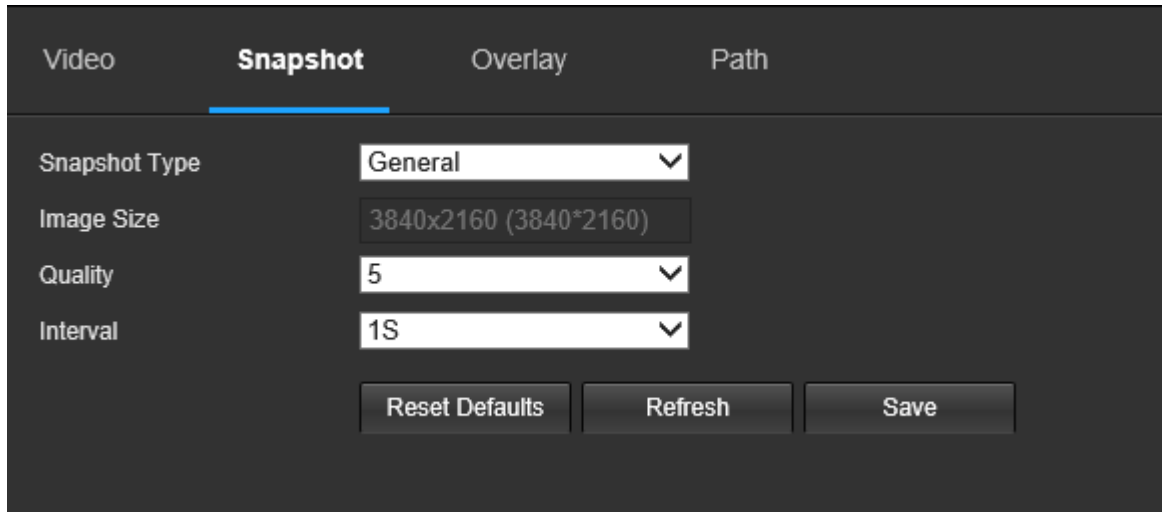 Video Snapshot Overlay Path
Snapshot Type General
Image Size 3840x2160 (3840*2160)
Quality 5
Interval 1S
Reset Defaults Refresh Save